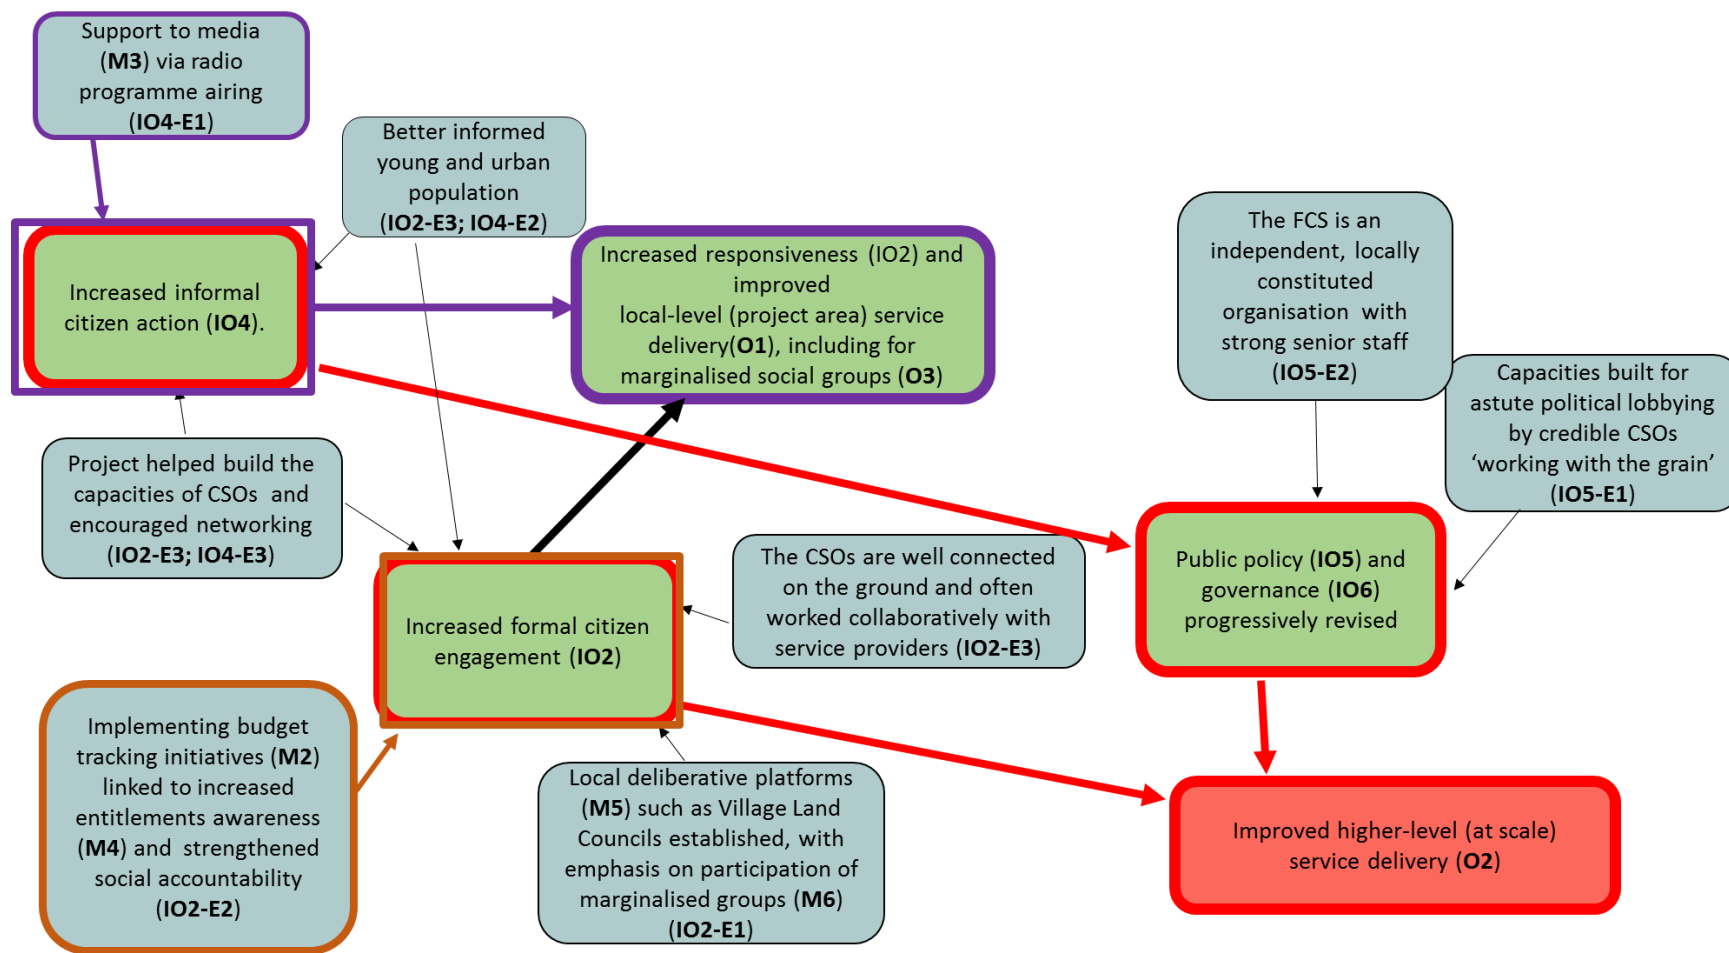 Support to media
(M3) via radio
programme airing
(IO4-E1)
Better informed
young and urban
population
(IO2-E3; IO4-E2)
The FCS is an
independent, locally
constituted
organisation with
strong senior staff
(IO5-E2)
Increased informal
citizen action (IO4).
Increased responsiveness (IO2) and
improved
local-level (project area) service
delivery(O1), including for
marginalised social groups (O3)
Capacities built for
astute political lobbying
by credible CSOs
‘working with the grain’
(IO5-E1)
Project helped build the
capacities of CSOs and
encouraged networking
(IO2-E3; IO4-E3)
The CSOs are well connected
on the ground and often
worked collaboratively with
service providers (IO2-E3)
Public policy (IO5) and
governance (IO6)
progressively revised
Increased formal citizen
engagement (IO2)
Implementing budget
tracking initiatives (M2)
linked to increased
entitlements awareness
(M4) and strengthened
social accountability
(IO2-E2)
Local deliberative platforms
(M5) such as Village Land
Councils established, with
emphasis on participation of
marginalised groups (M6)
(IO2-E1)
Improved higher-level (at scale)
service delivery (O2)